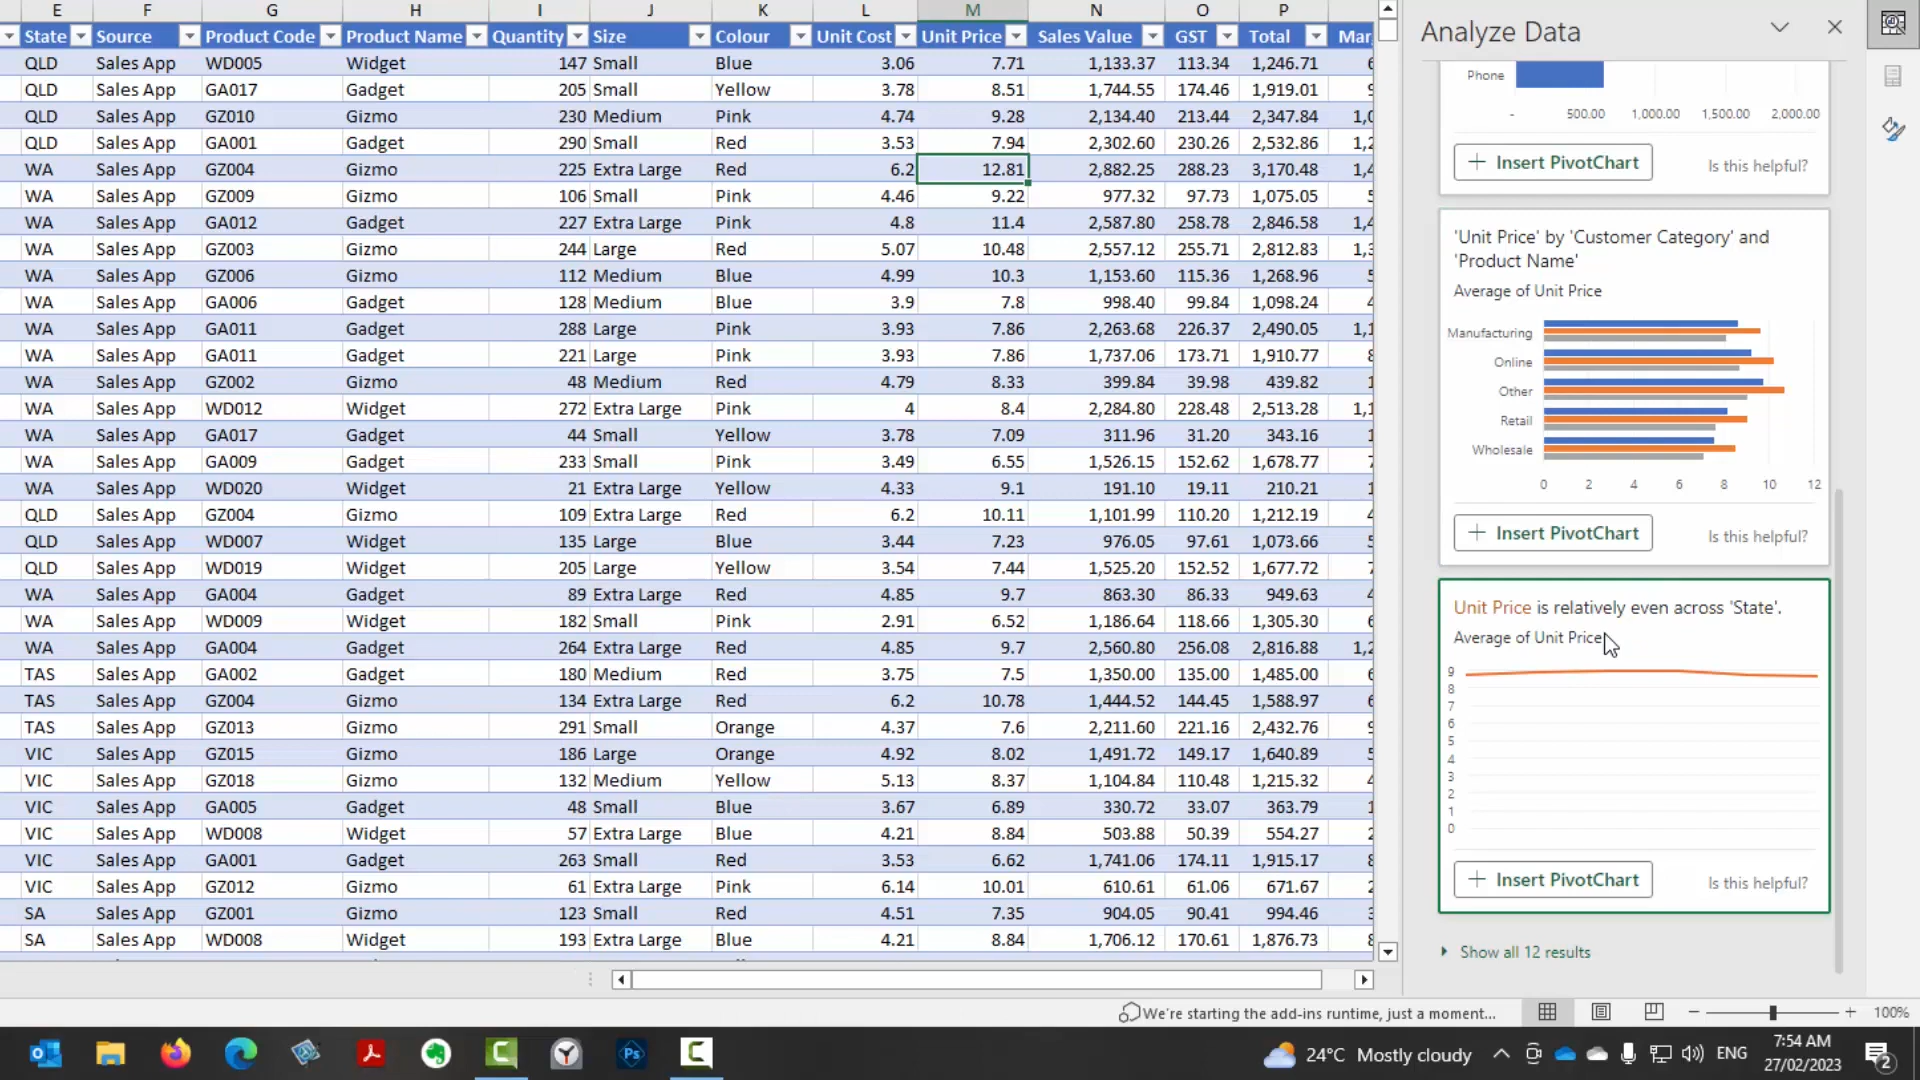 E F G H I J K L M N O P
State Source Product Code Product Name Quantity Size Colour Unit Cost Unit Price Sales Value GST Total Mar
QLD Sales App WD005 Widget 147 Small Blue 3.06 7.71 1,133.37 113.34 1,246.71
QLD Sales App GA017 Gadget 205 Small Yellow 3.78 8.51 1,744.55 174.46 1,919.01
QLD Sales App GZ010 Gizmo 230 Medium Pink 4.74 9.28 2,134.40 213.44 2,347.84
QLD Sales App GA001 Gadget 290 Small Red 3.53 7.94 2,302.60 230.26 2,532.86
WA Sales App GZ004 Gizmo 225 Extra Large Red 6.2 12.81 2,882.25 288.23 3,170.48
WA Sales App GZ009 Gizmo 106 Small Pink 4.46 9.22 977.32 97.73 1,075.05
WA Sales App GA012 Gadget 227 Extra Large Pink 4.8 11.4 2,587.80 258.78 2,846.58
WA Sales App GZ003 Gizmo 244 Large Red 5.07 10.48 2,557.12 255.71 2,812.83
WA Sales App GZ006 Gizmo 112 Medium Blue 4.99 10.3 1,153.60 115.36 1,268.96
WA Sales App GA006 Gadget 128 Medium Blue 3.9 7.8 998.40 99.84 1,098.24
WA Sales App GA011 Gadget 288 Large Pink 3.93 7.86 2,263.68 226.37 2,490.05
WA Sales App GA011 Gadget 221 Large Pink 3.93 7.86 1,737.06 173.71 1,910.77
WA Sales App GZ002 Gizmo 48 Medium Red 4.79 8.33 399.84 39.98 439.82
WA Sales App WD012 Widget 272 Extra Large Pink 4 8.4 2,284.80 228.48 2,513.28
WA Sales App GA017 Gadget 44 Small Yellow 3.78 7.09 311.96 31.20 343.16
WA Sales App GA009 Gadget 233 Small Pink 3.49 6.55 1,526.15 152.62 1,678.77
WA Sales App WD020 Widget 21 Extra Large Yellow 4.33 9.1 191.10 19.11 210.21
QLD Sales App GZ004 Gizmo 109 Extra Large Red 6.2 10.11 1,101.99 110.20 1,212.19
QLD Sales App WD007 Widget 135 Large Blue 3.44 7.23 976.05 97.61 1,073.66
QLD Sales App WD019 Widget 205 Large Yellow 3.54 7.44 1,525.20 152.52 1,677.72
WA Sales App GA004 Gadget 89 Extra Large Red 4.85 9.7 863.30 86.33 949.63
WA Sales App WD009 Widget 182 Small Pink 2.91 6.52 1,186.64 118.66 1,305.30
WA Sales App GA004 Gadget 264 Extra Large Red 4.85 9.7 2,560.80 256.08 2,816.88
TAS Sales App GA002 Gadget 180 Medium Red 3.75 7.5 1,350.00 135.00 1,485.00
TAS Sales App GZ004 Gizmo 134 Extra Large Red 6.2 10.78 1,444.52 144.45 1,588.97
TAS Sales App GZ013 Gizmo 291 Small Orange 4.37 7.6 2,211.60 221.16 2,432.76
VIC Sales App GZ015 Gizmo 186 Large Orange 4.92 8.02 1,491.72 149.17 1,640.89
VIC Sales App GZ018 Gizmo 132 Medium Yellow 5.13 8.37 1,104.84 110.48 1,215.32
VIC Sales App GA005 Gadget 48 Small Blue 3.67 6.89 330.72 33.07 363.79
VIC Sales App WD008 Widget 57 Extra Large Blue 4.21 8.84 503.88 50.39 554.27
VIC Sales App GA001 Gadget 263 Small Red 3.53 6.62 1,741.06 174.11 1,915.17
VIC Sales App GZ012 Gizmo 61 Extra Large Pink 6.14 10.01 610.61 61.06 671.67
SA Sales App GZ001 Gizmo 123 Small Red 4.51 7.35 904.05 90.41 994.46
SA Sales App WD008 Widget 193 Extra Large Blue 4.21 8.84 1,706.12 170.61 1,876.73
Analyze Data
Phone
- 500.00 1,000.00 1,500.00 2,000.00
Insert PivotChart
Is this helpful?
'Unit Price' by 'Customer Category' and
'Product Name'
Average of Unit Price
Manufacturing
Online
Other
Retail
Wholesale
0 2 4 6 8 10 12
Insert PivotChart
Is this helpful?
Unit Price is relatively even across 'State'.
Average of Unit Price
9
8
7
6
5
4
3
2
1
0
Insert PivotChart
Is this helpful?
Show all 12 results
We're starting the add-ins runtime, just a moment...
100%
Ps
24°C Mostly cloudy
ENG
7:54 AM
27/02/2023
2